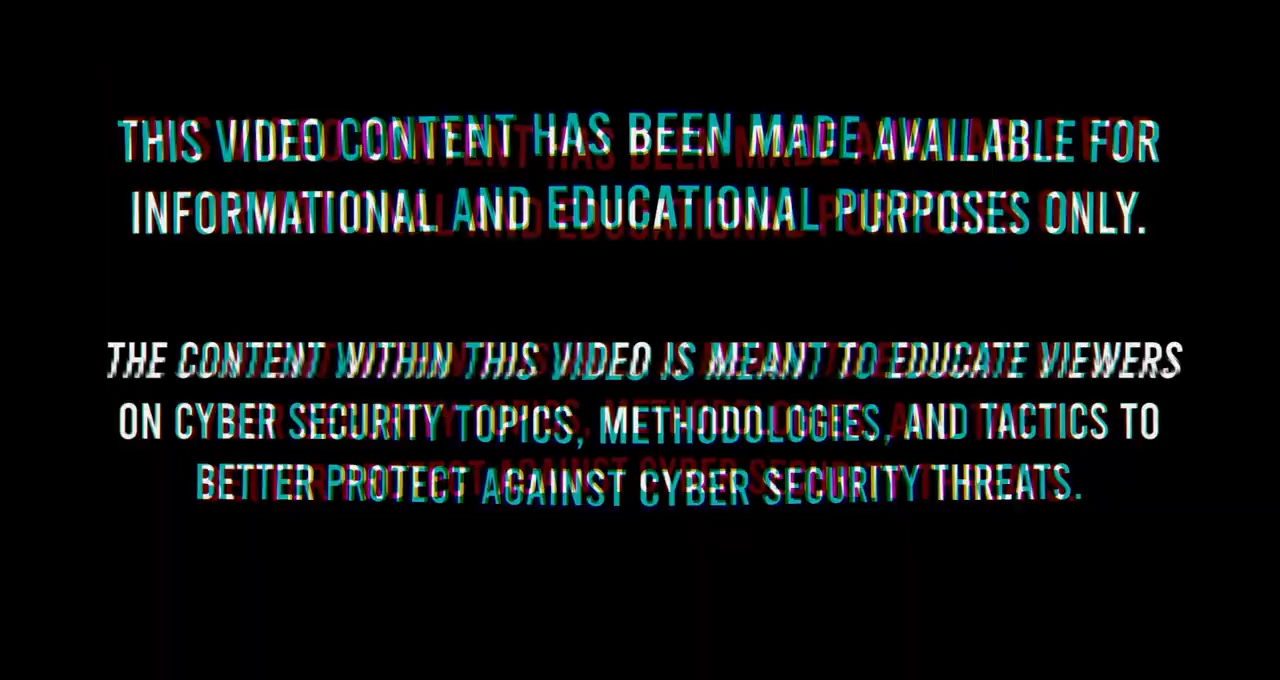 THIS VIDEO CONTENT HAS BEEN MADE AVAILABLE FOR
INFORMATIONAL AND EDUCATIONAL PURPOSES ONLY.
THE CONTENT WITHIN THIS VIDEO IS MEANT TO EDUCATE VIEWERS
ON CYBER SECURITY TOPICS, METHODOLOGIES, AND TACTICS TO
BETTER PROTECT AGAINST CYBER SECURITY THREATS.